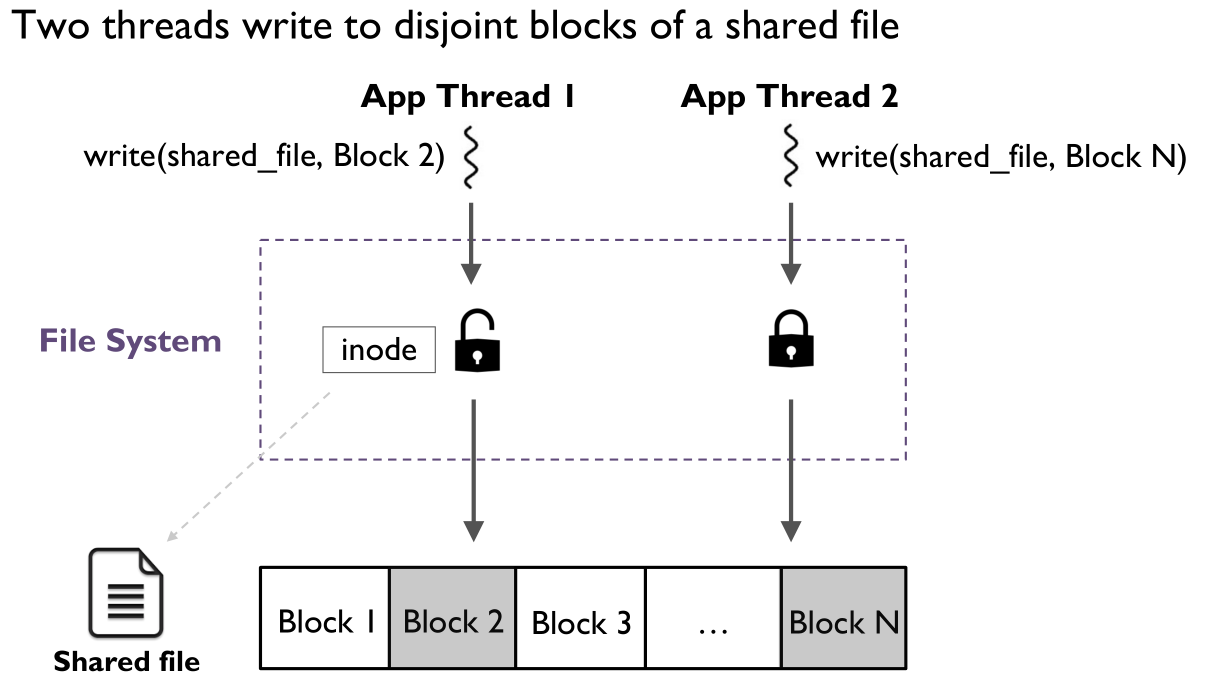 Two threads write to disjoint blocks of a shared file
App Thread 1
App Thread 2
write(shared_file, Block 2)
write(shared_file, Block N)
File System
inode
Block 1
Block 2
Block 3
...
Block N
Shared file